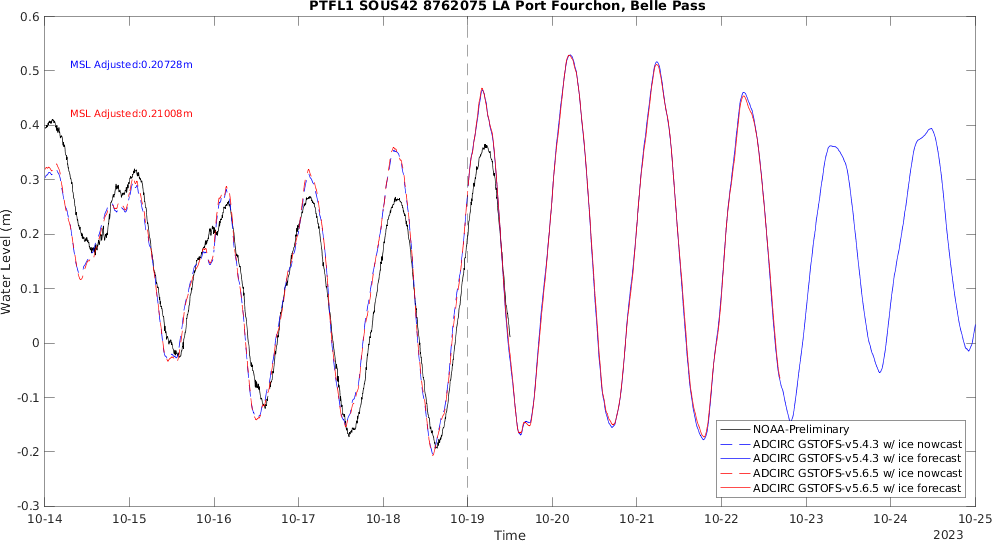 PTFL1 SOUS42 8762075 LA Port Fourchon, Belle Pass
0.6
0.5
0.4
0.3
0.2
0.1
0
-0.1
-0.2
-0.3
Water Level (m)
MSL Adjusted:0.20728m
MSL Adjusted:0.21008m
NOAA-Preliminary
ADCIRC GSTOFS-v5.4.3 w/ ice nowcast
ADCIRC GSTOFS-v5.4.3 w/ ice forecast
ADCIRC GSTOFS-v5.6.5 w/ ice nowcast
ADCIRC GSTOFS-v5.6.5 w/ ice forecast
10-14 10-15 10-16 10-17 10-18 10-19 10-20 10-21 10-22 10-23 10-24 10-25
Time
2023